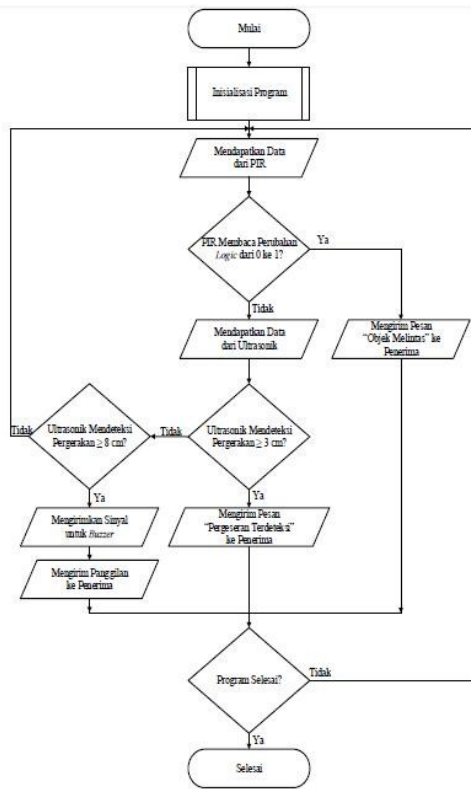 Mulai
Inisialisasi Program
Mendapatkan Data
dari PIR
PIR Membaca Perubahan
Logic dari 0 ke 1?
Ya
Tidak
Mendapatkan Data
dari Ultrasonik
Mengirim Pesan
"Objek Melintas" ke
Penerima
Ultrasonik Mendeteksi
Pergerakan ≥ 3 cm?
Tidak
Ultrasonik Mendeteksi
Pergerakan ≥ 8 cm?
Tidak
Ya
Ya
Mengirimkan Sinyal
untuk Buzzer
Mengirim Pesan
"Pergeseran Terdeteksi"
ke Penerima
Mengirim Panggilan
ke Penerima
Program Selesai?
Tidak
Ya
Selesai